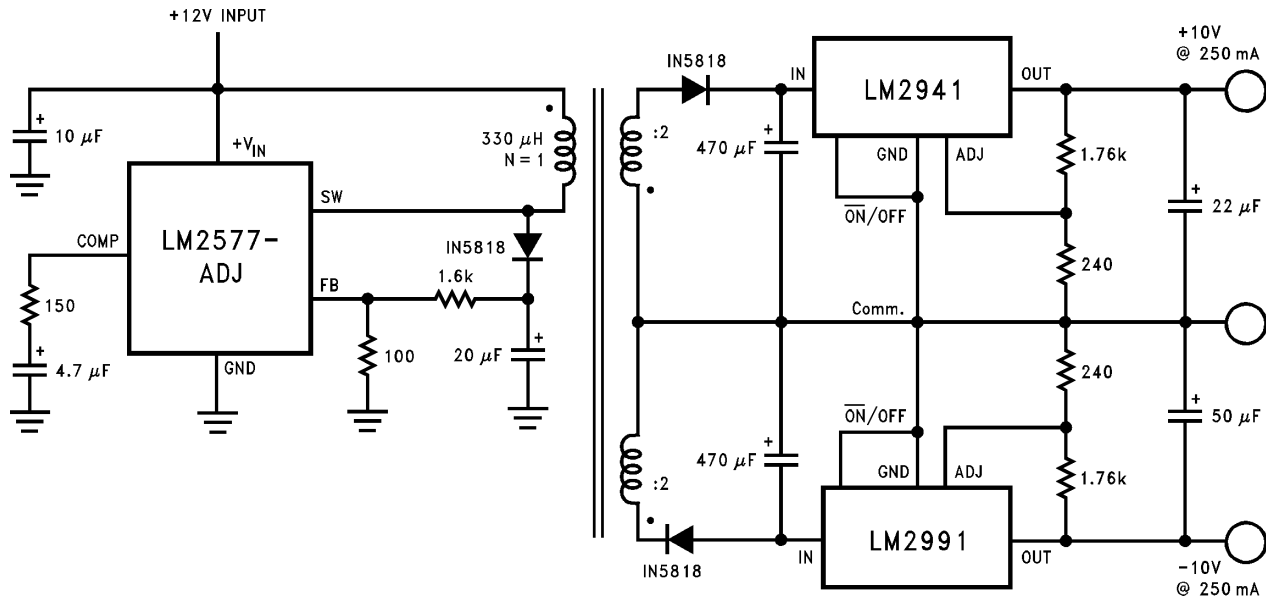 +12V INPUT
10 µF
+
+V_IN
330 µH
N = 1
SW
COMP
LM2577-
ADJ
IN5818
FB
1.6k
150
+
4.7 µF
GND
100
20 µF
+
IN5818
:2
IN
LM2941
OUT
+10V
@ 250 mA
+
470 µF
GND
ADJ
ON/OFF
1.76k
+
22 µF
240
Comm.
240
ON/OFF
+
470 µF
GND
ADJ
+
50 µF
:2
1.76k
IN5818
IN
LM2991
OUT
-10V
@ 250 mA